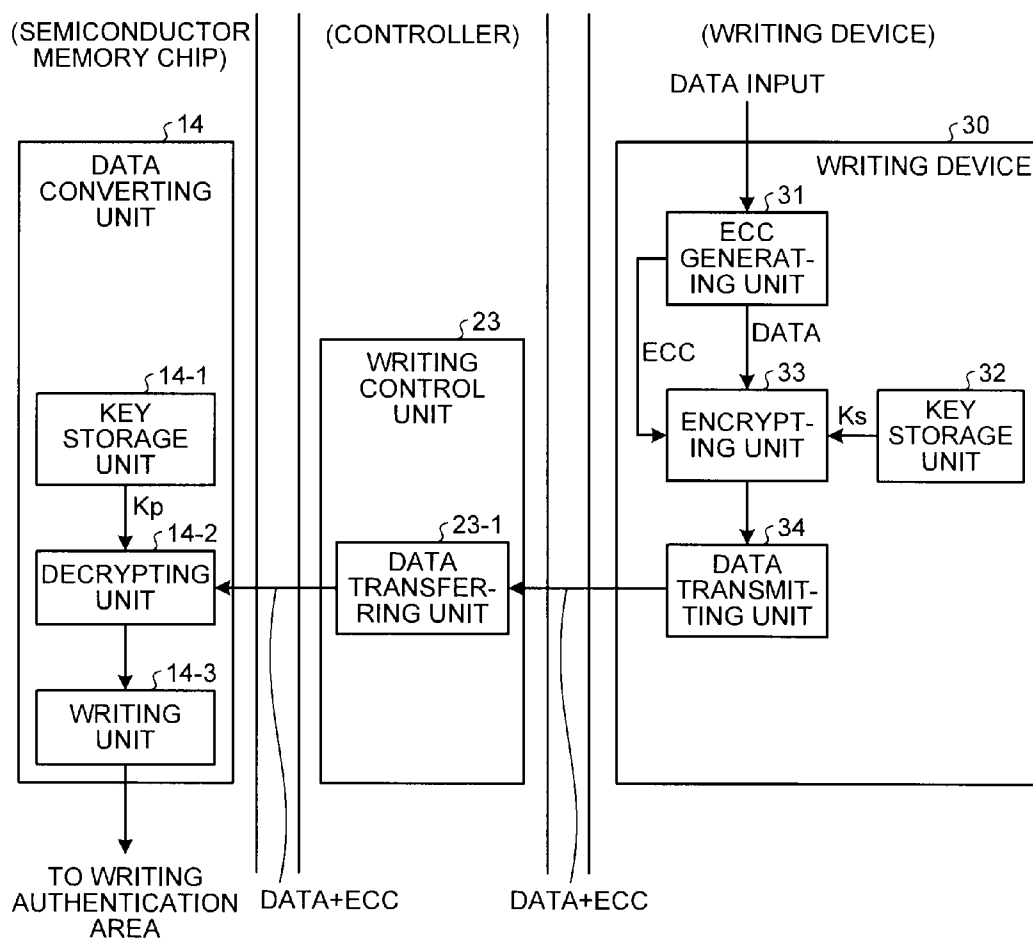 (SEMICONDUCTOR
MEMORY CHIP)
(CONTROLLER)
(WRITING DEVICE)
DATA INPUT
14
DATA
CONVERTING
UNIT
30
WRITING DEVICE
31
ECC
GENERAT-
ING UNIT
ECC
DATA
23
WRITING
CONTROL
UNIT
14-1
KEY
STORAGE
UNIT
33
ENCRYPT-
ING UNIT
Ks
32
KEY
STORAGE
UNIT
Kp
14-2
DECRYPTING
UNIT
23-1
DATA
TRANSFER-
RING UNIT
34
DATA
TRANSMIT-
TING UNIT
14-3
WRITING
UNIT
TO WRITING
AUTHENTICATION
AREA
DATA+ECC
DATA+ECC